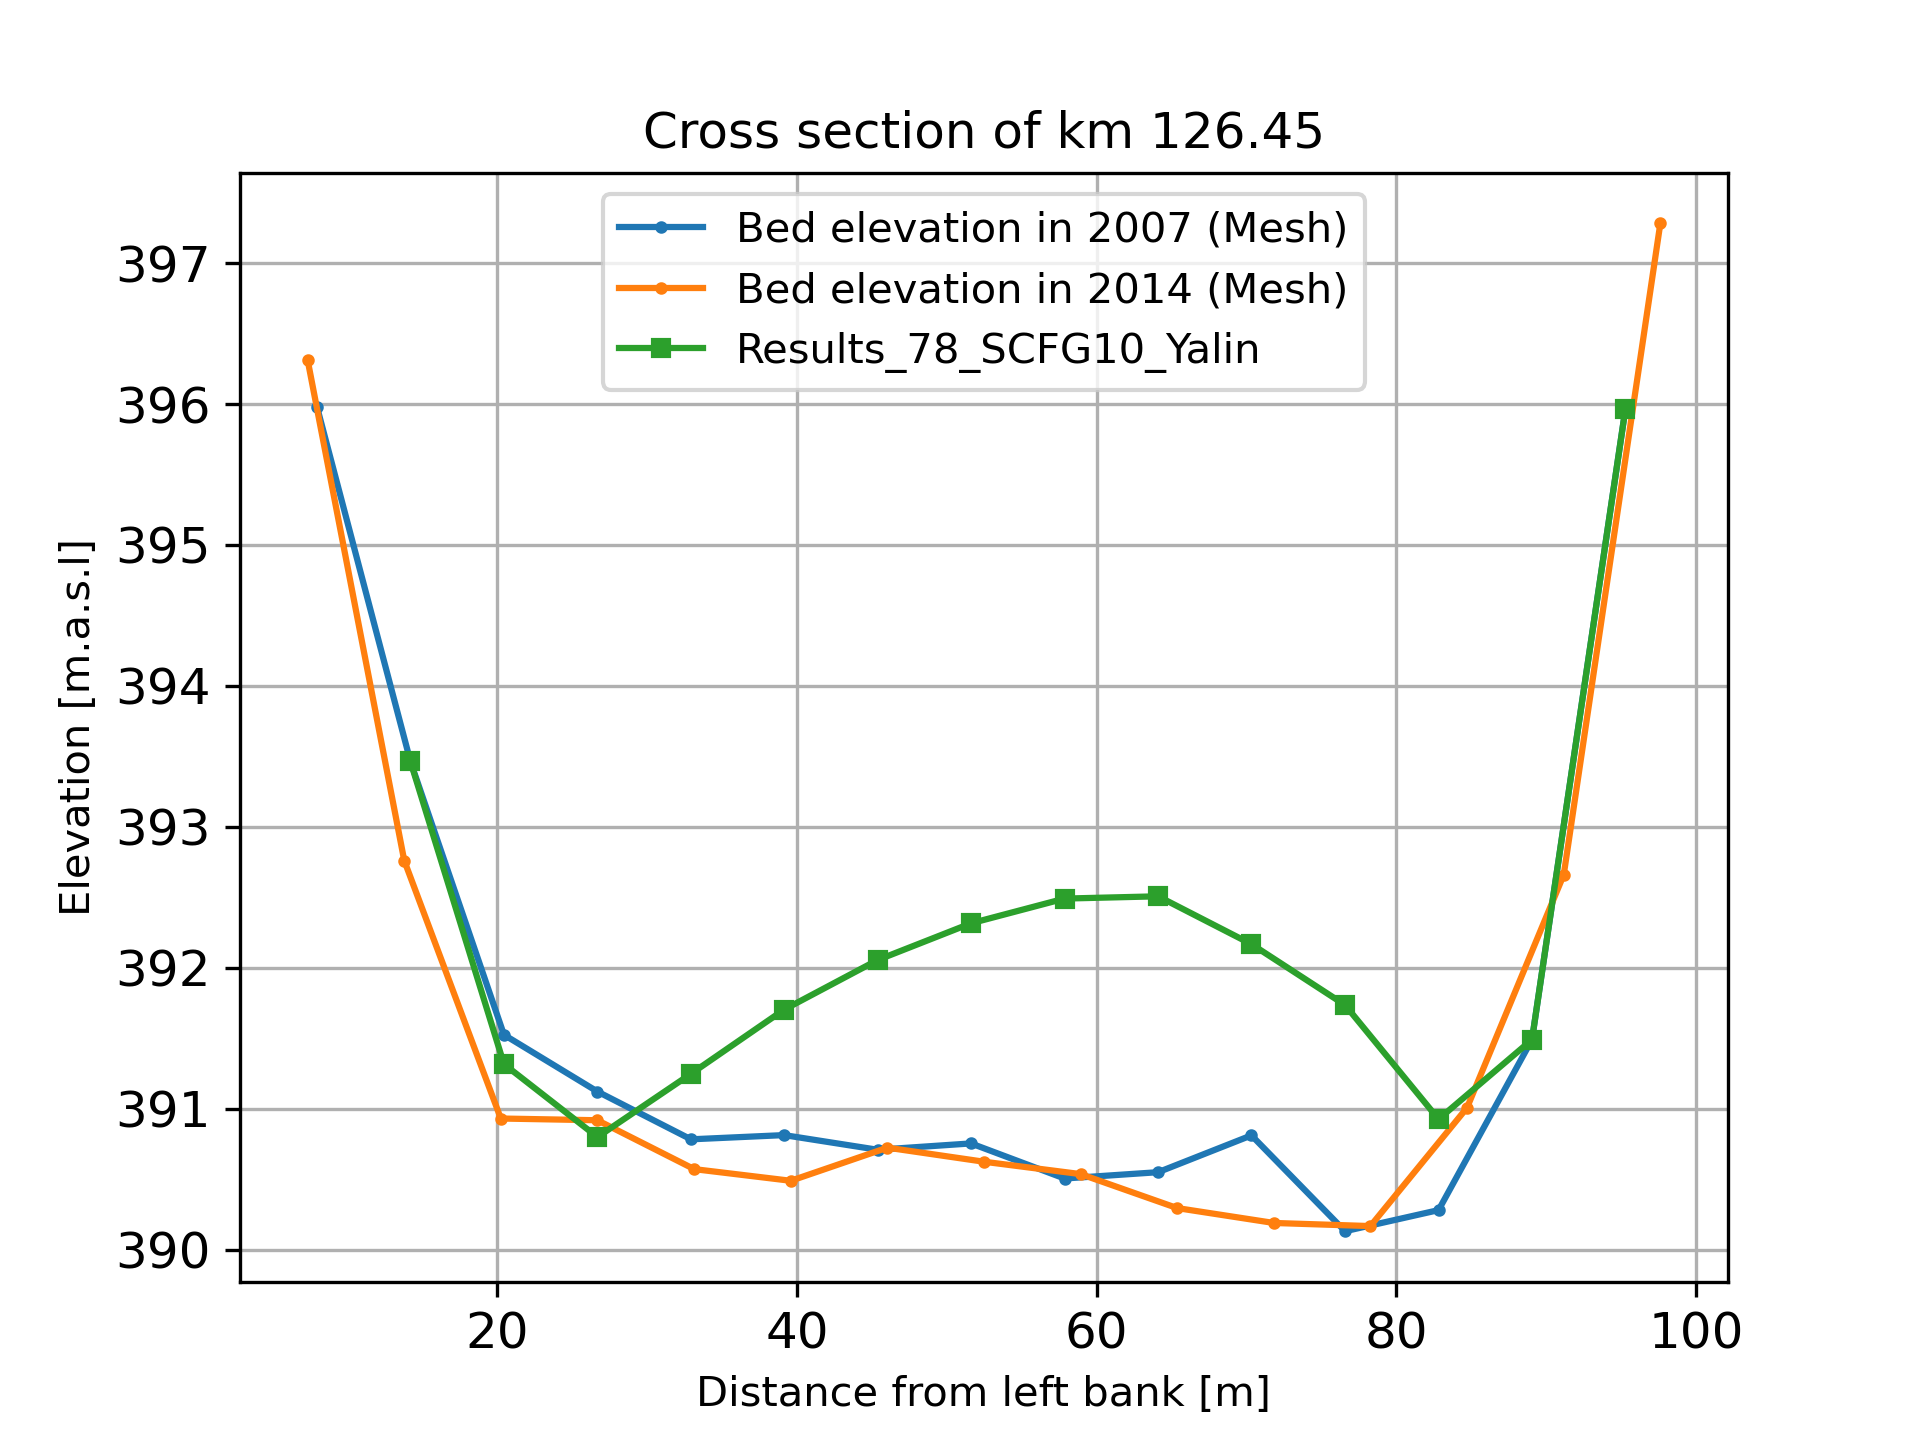 Cross section of km 126.45
Bed elevation in 2007 (Mesh)
Bed elevation in 2014 (Mesh)
Results_78_SCFG10_Yalin
397
396
395
394
393
392
391
390
Elevation [m.a.s.l]
20 40 60 80 100
Distance from left bank [m]